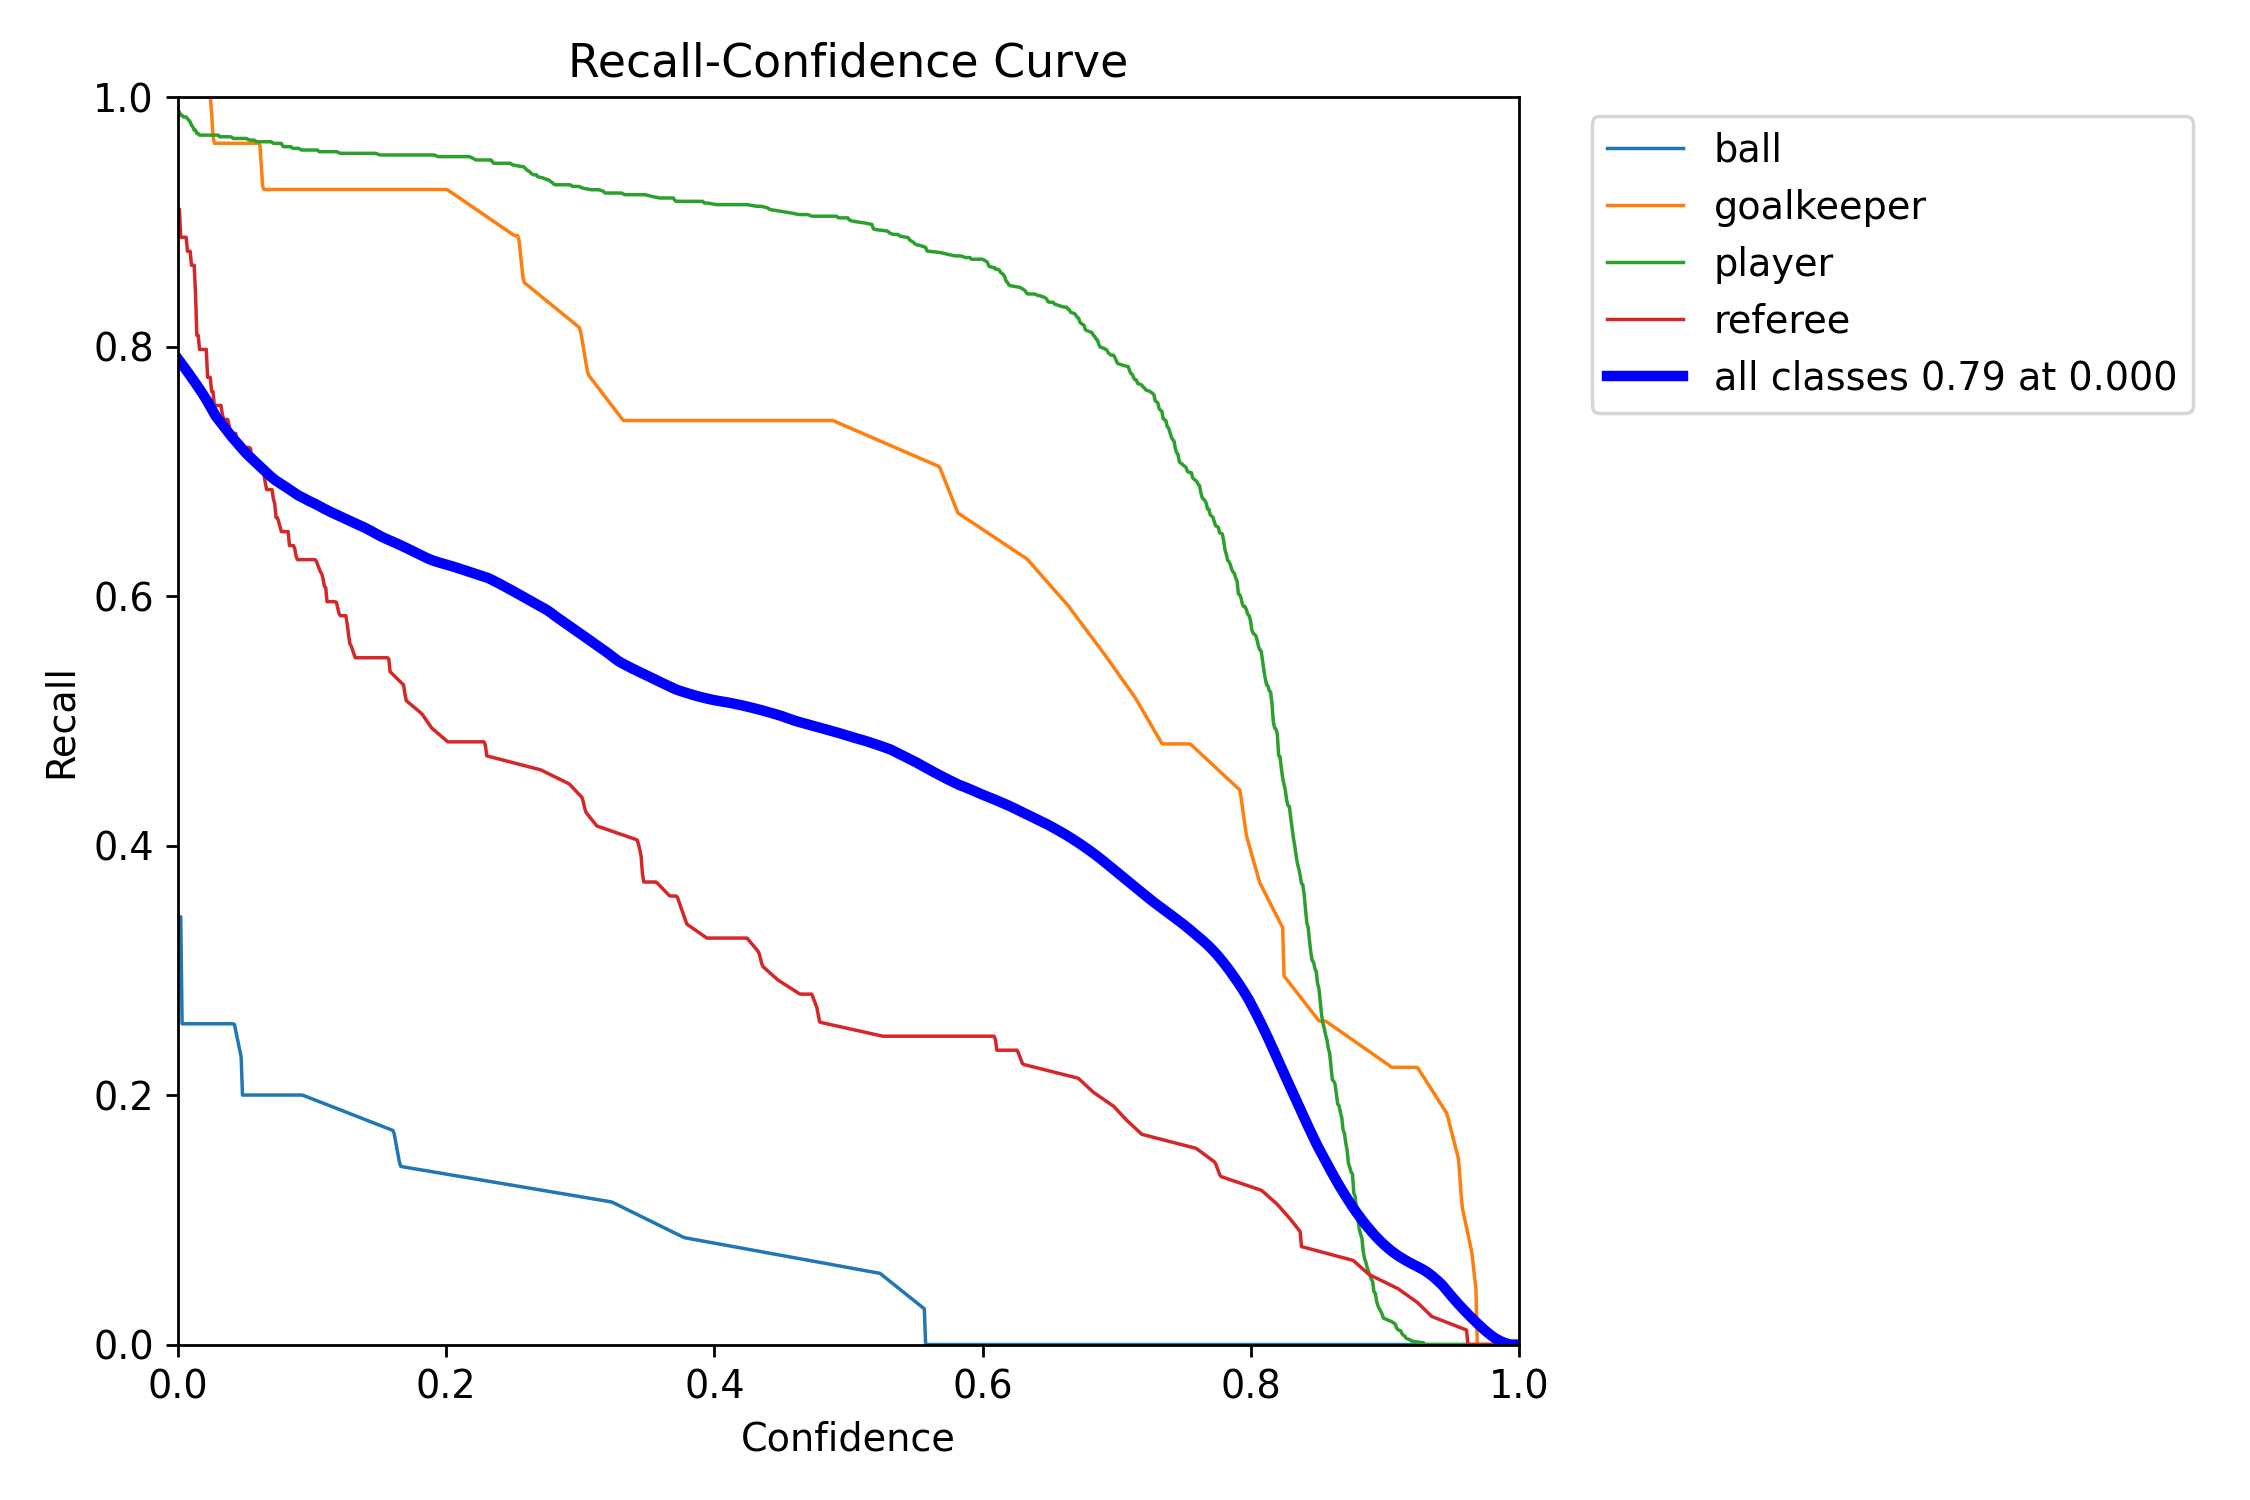 Recall-Confidence Curve
1.0
0.8
0.6
0.4
0.2
0.0
Recall
0.0 0.2 0.4 0.6 0.8 1.0
Confidence
ball
goalkeeper
player
referee
all classes 0.79 at 0.000